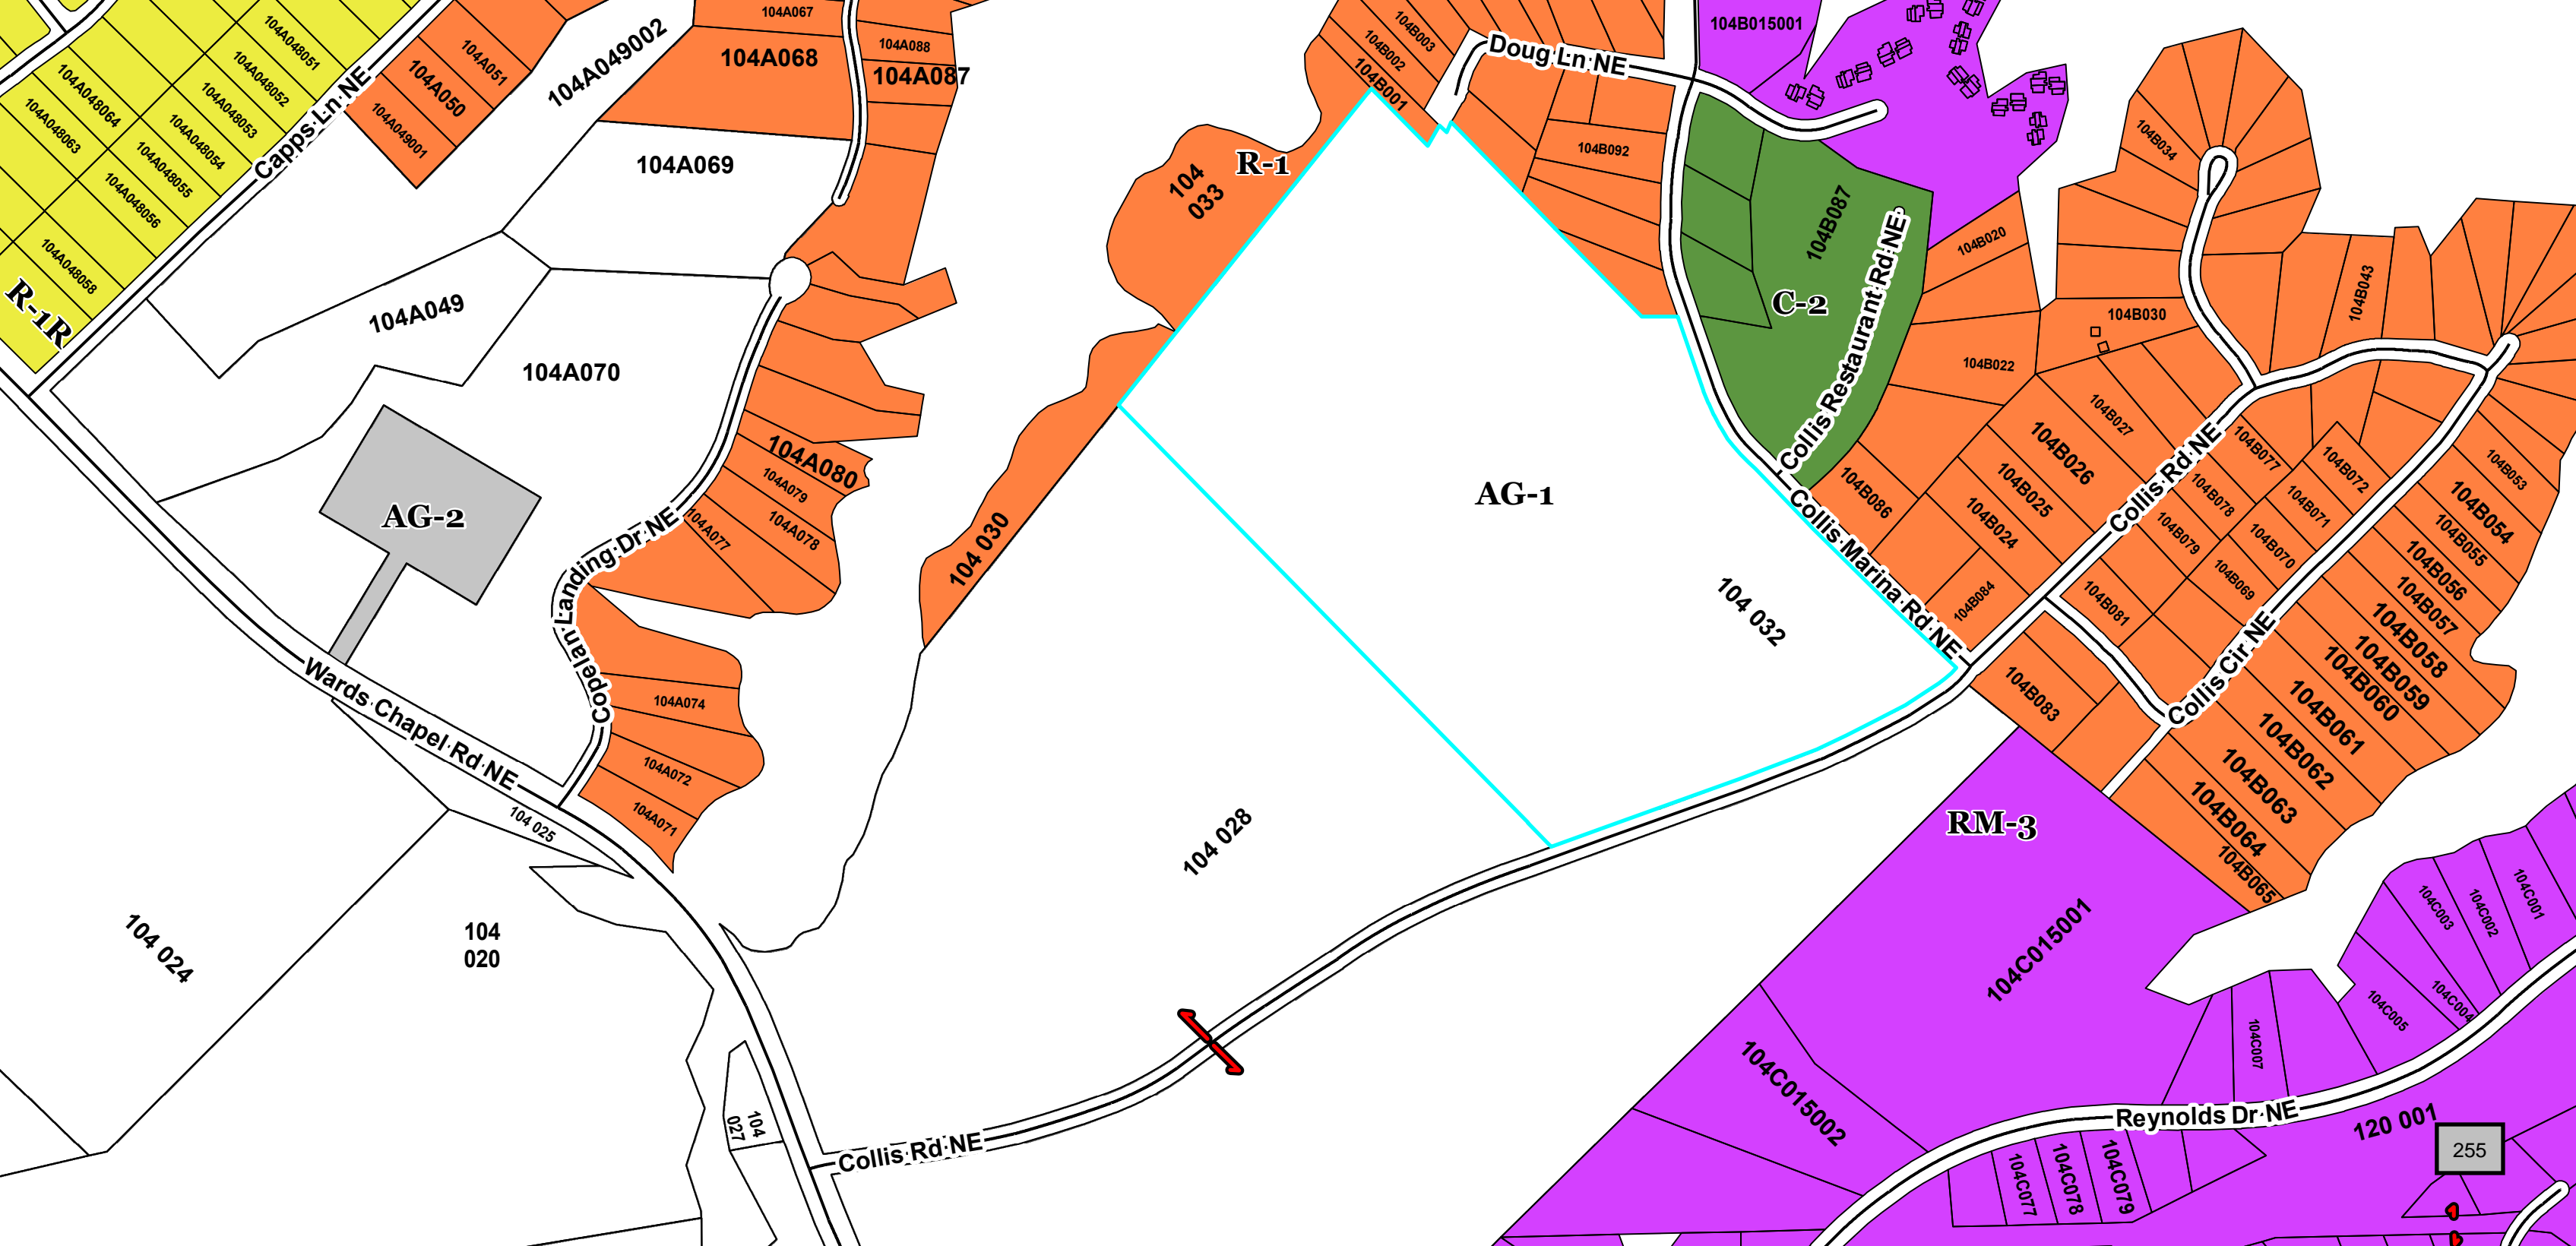 104A067
104B015001
104A048051
104A088
104B003
104A049002
Doug Ln NE
104A051
104A068
104A048052
104B002
104A087
104A048064
104A050
104B001
104A048053
104A048063
Capps Ln NE
104A049001
104A048054
104B034
104B092
R-1
104A069
104A048055
104
033
104A048056
104B087
104B020
104A048058
104B043
R-1R
104A049
C-2
104B030
Collis Restaurant Rd NE
104A070
104B022
104B027
104B026
104B077
104A080
104B072
104B053
104A079
Collis Rd NE
104B086
104B025
104B078
AG-1
104B071
104B054
AG-2
104B024
104A077
104A078
104B079
104B070
104B055
104 030
Landing Dr NE
Copelan
104B056
104B069
Collis Marina Rd NE
104 032
104B084
104B081
104B057
104B058
Collis Cir NE
104B059
104B060
104A074
104B083
Wards Chapel Rd NE
104B061
104B062
104A072
104B063
104A071
104 025
RM-3
104B064
104 028
104B065
104C001
104C002
104C003
104 024
104
020
104C015001
104C004
104C005
104C007
104C015002
104
027
Reynolds Dr NE
120 001
Collis Rd NE
255
104C077
104C078
104C079